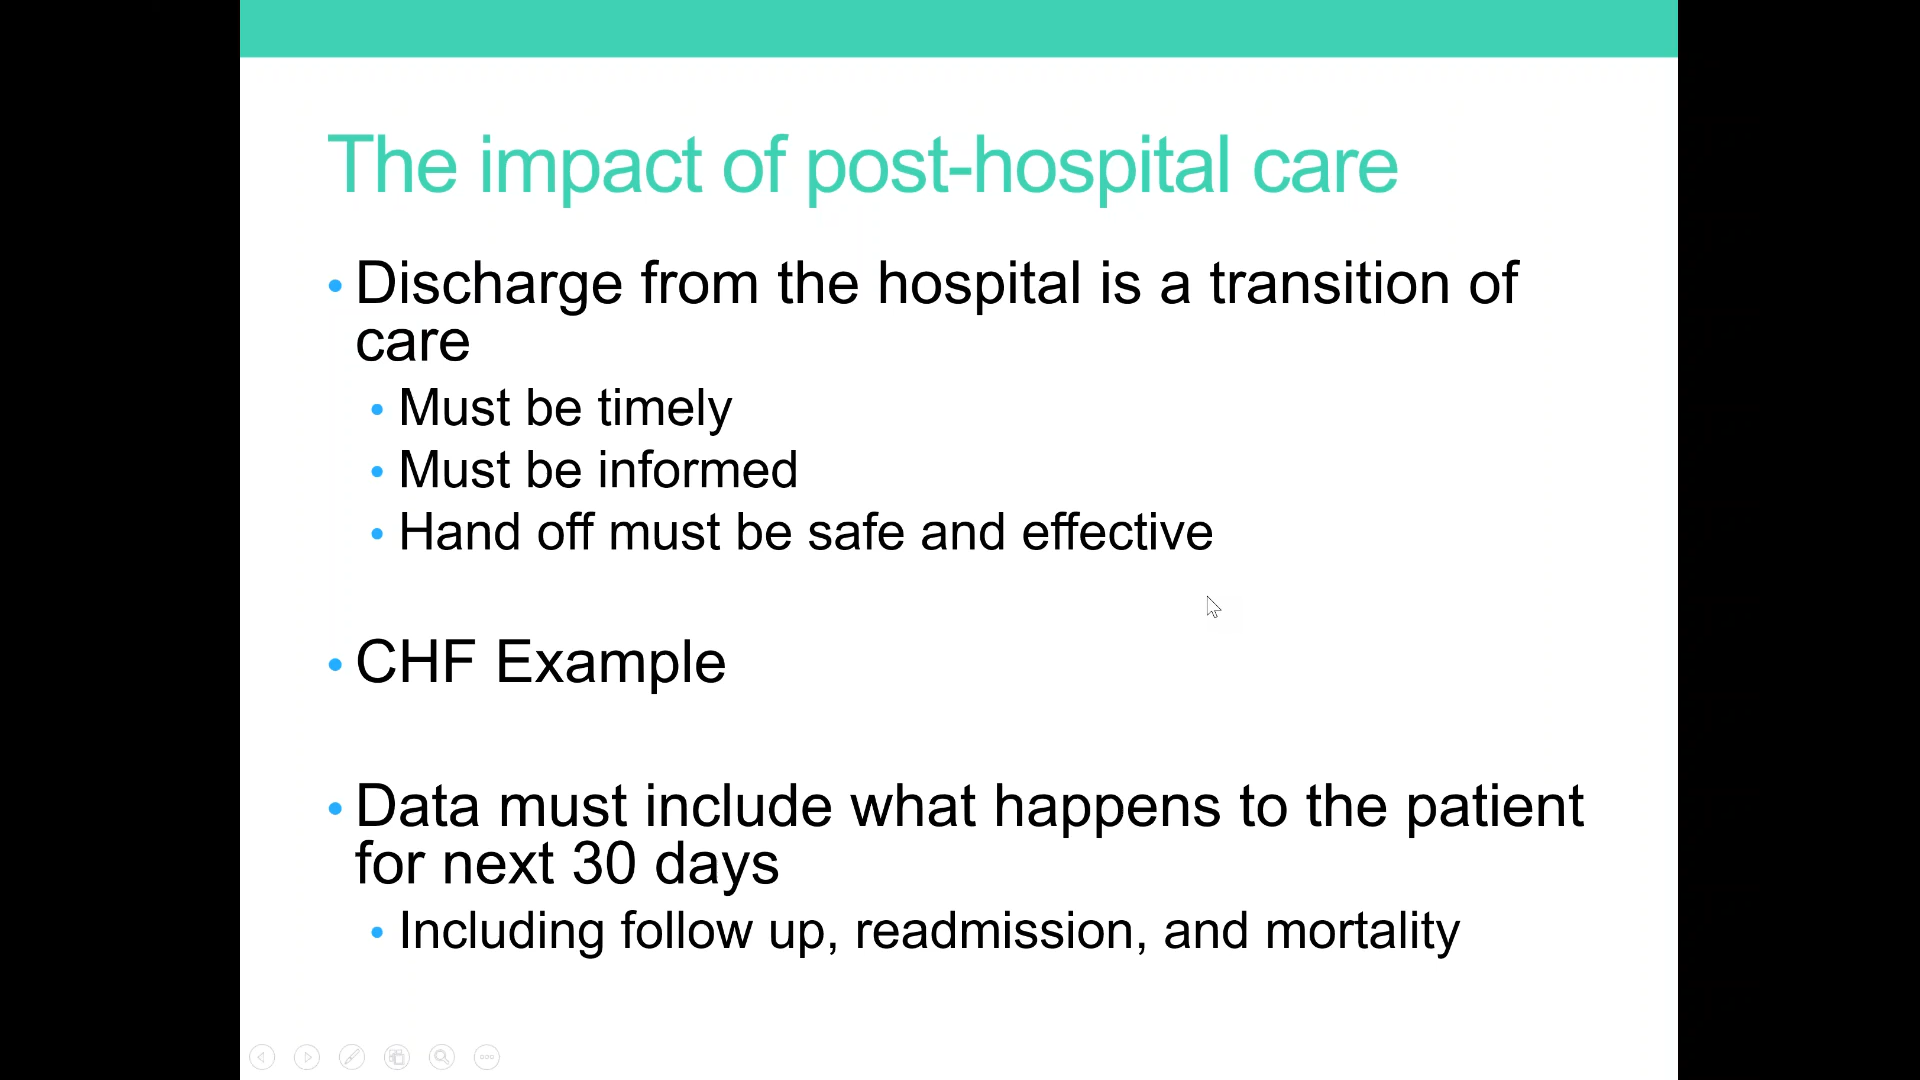 The impact of post-hospital care
• Discharge from the hospital is a transition of
care
• Must be timely
• Must be informed
• Hand off must be safe and effective
• CHF Example
• Data must include what happens to the patient
for next 30 days
• Including follow up, readmission, and mortality